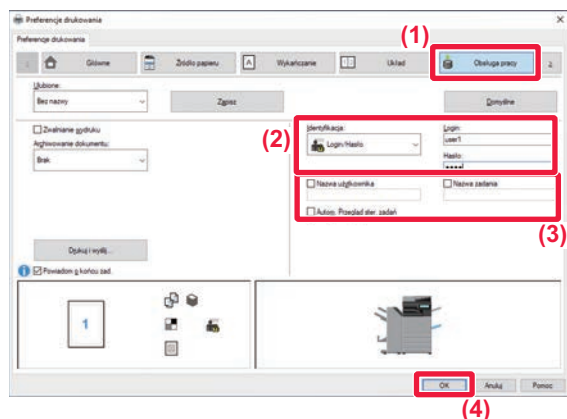 Preferencje drukowania
Preferencje drukowania
(1)
Główne
Źródło papieru
Wykańczanie
Układ
Obsługa pracy
Ulubione:
Bez nazwy
Zapisz
Domyślne
Zwalnianie wydruku
Archiwowanie dokumentu:
Brak
(2)
Identyfikacja:
Login/Hasło
Login:
user1
Hasło:
••••
Nazwa użytkownika
Nazwa zadania
Autom. Przegląd ster. zadań
(3)
Drukuj i wyślij...
Powiadom o końcu zad.
1
OK
Anuluj
Pomoc
(4)